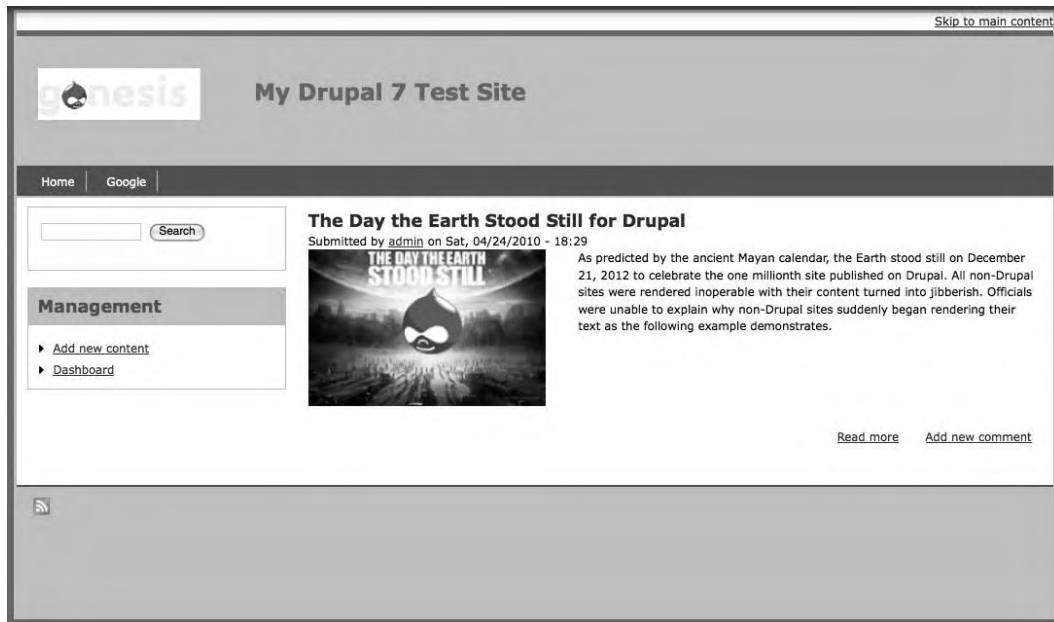 Skip to main content
genesis
My Drupal 7 Test Site
Home
Google
Search
Management
Add new content
Dashboard
The Day the Earth Stood Still for Drupal
Submitted by admin on Sat, 04/24/2010 - 18:29
THE DAY THE EARTH
STOOD STILL
As predicted by the ancient Mayan calendar, the Earth stood still on December
21, 2012 to celebrate the one millionth site published on Drupal. All non-Drupal
sites were rendered inoperable with their content turned into jibberish. Officials
were unable to explain why non-Drupal sites suddenly began rendering their
text as the following example demonstrates.
Read more
Add new comment